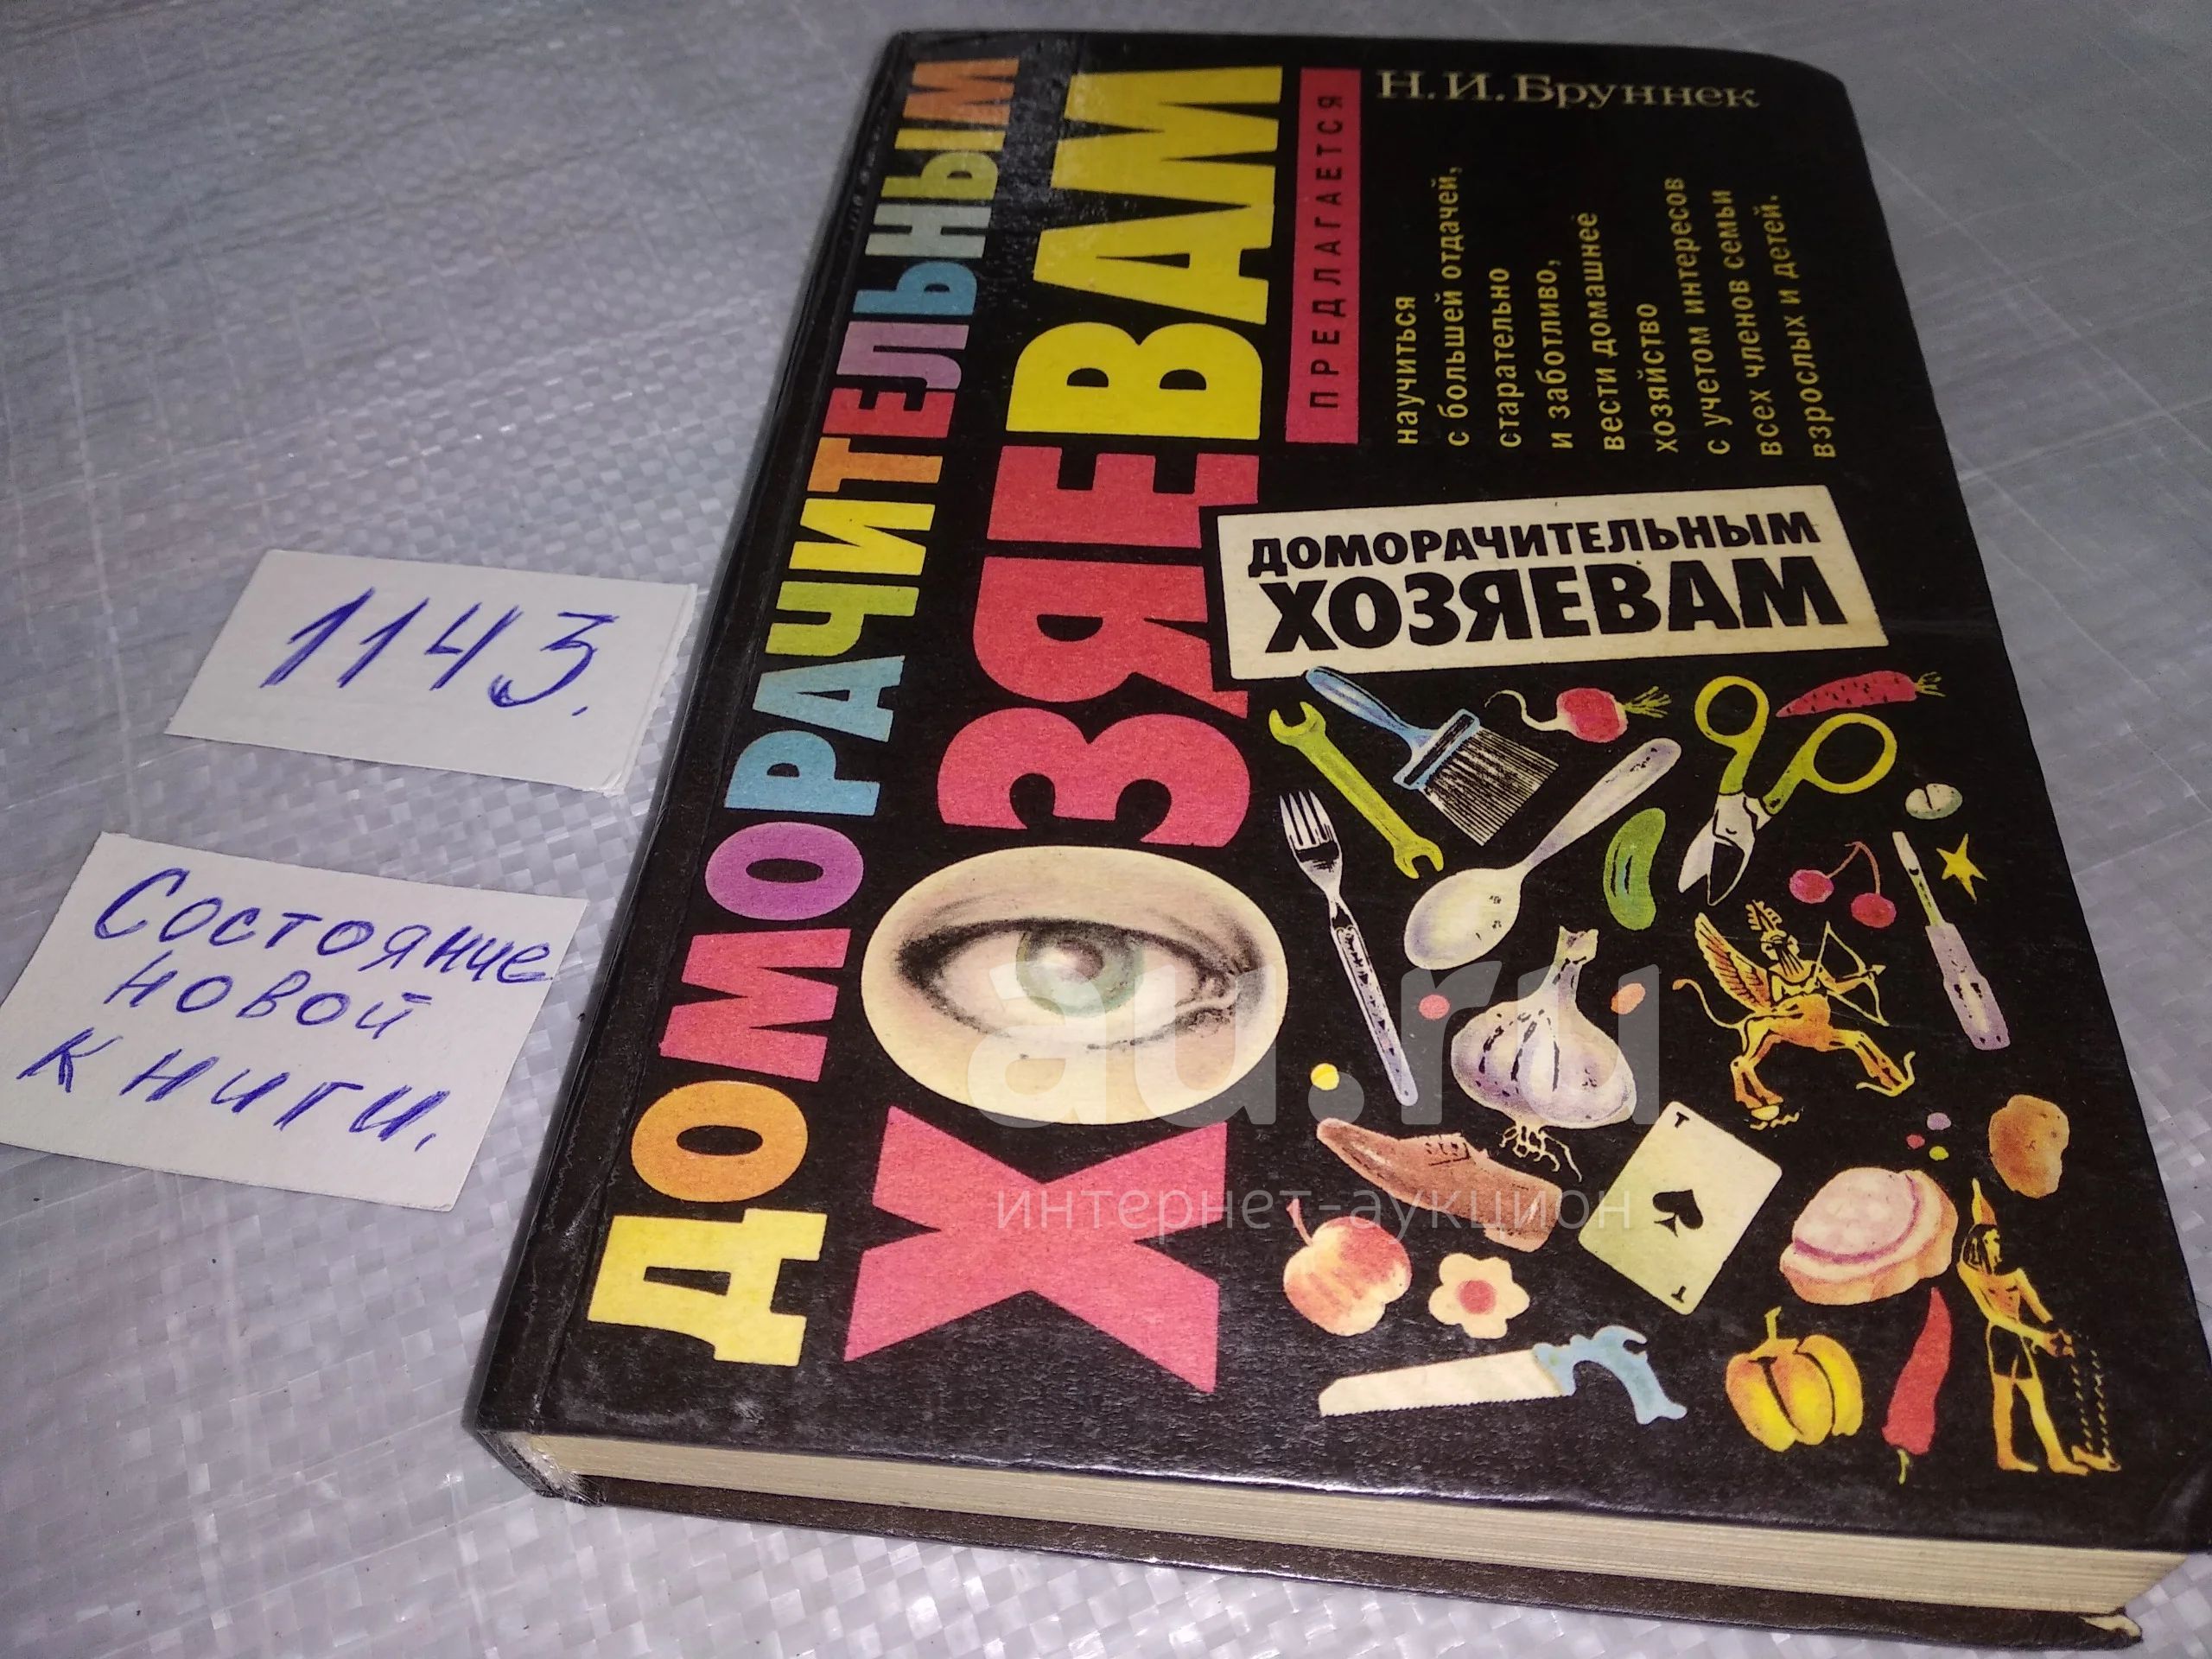 Н.И.Бруннек
ДОМОРАЧИТЕЛЬНЫМ
ХОЗЯЕВАМ
ПРЕДЛАГАЕТСЯ
научиться
с большей отдачей,
старательно
и заботливо,
вести домашнее
хозяйство
с учетом интересов
всех членов семьи
взрослых и детей.
ДОМОРАЧИТЕЛЬНЫМ
ХОЗЯЕВАМ
1143.
Состояние
новой
книги.
Т
Т
au.ru
интернет-аукцион